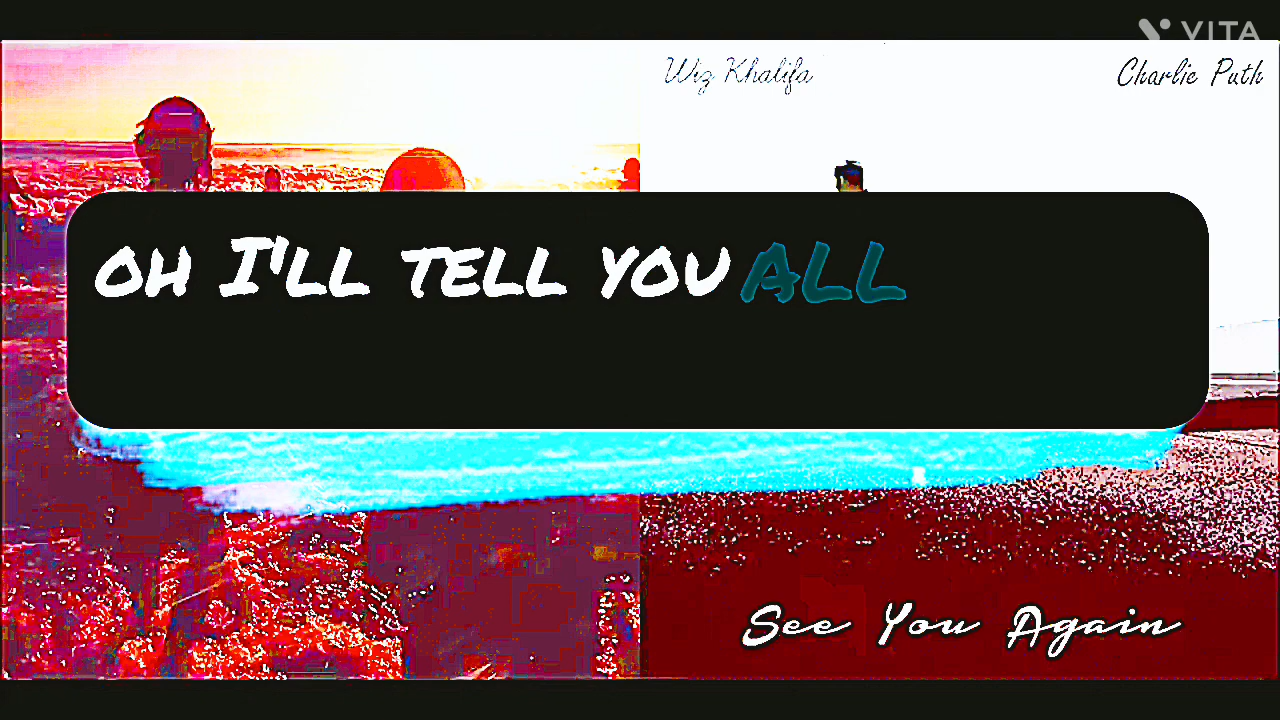 VITA
Wiz Khalifa
Charlie Puth
OH I'LL TELL YOU ALL
See You Again